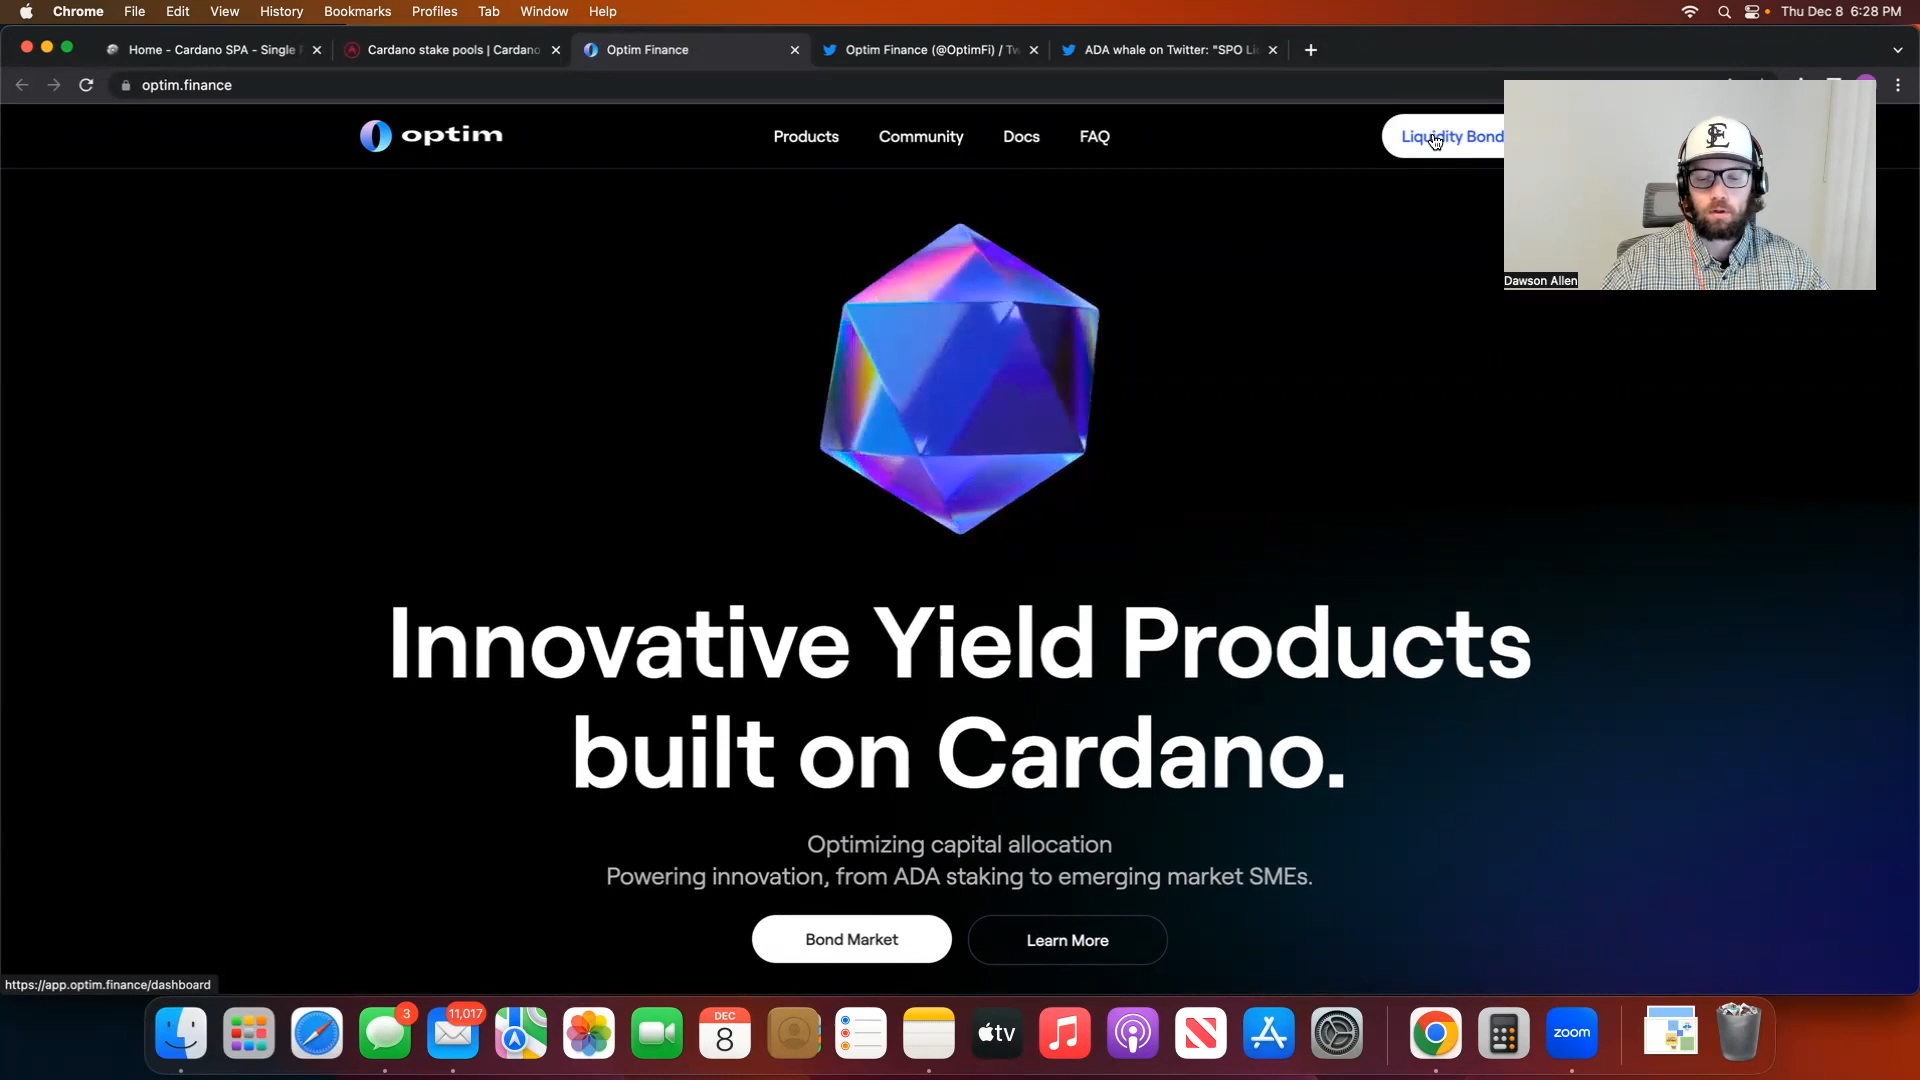 Chrome File Edit View History Bookmarks Profiles Tab Window Help Thu Dec 8 6:28 PM
Home - Cardano SPA - Single Cardano stake pools | Cardano Optim Finance Optim Finance (@OptimFi) / Tw ADA whale on Twitter: "SPO Li
optim.finance
optim Products Community Docs FAQ Liquidity Bond
SE
Dawson Allen
Innovative Yield Products
built on Cardano.
Optimizing capital allocation
Powering innovation, from ADA staking to emerging market SMEs.
Bond Market Learn More
https://app.optim.finance/dashboard
3 11,017 DEC
8 tv zoom